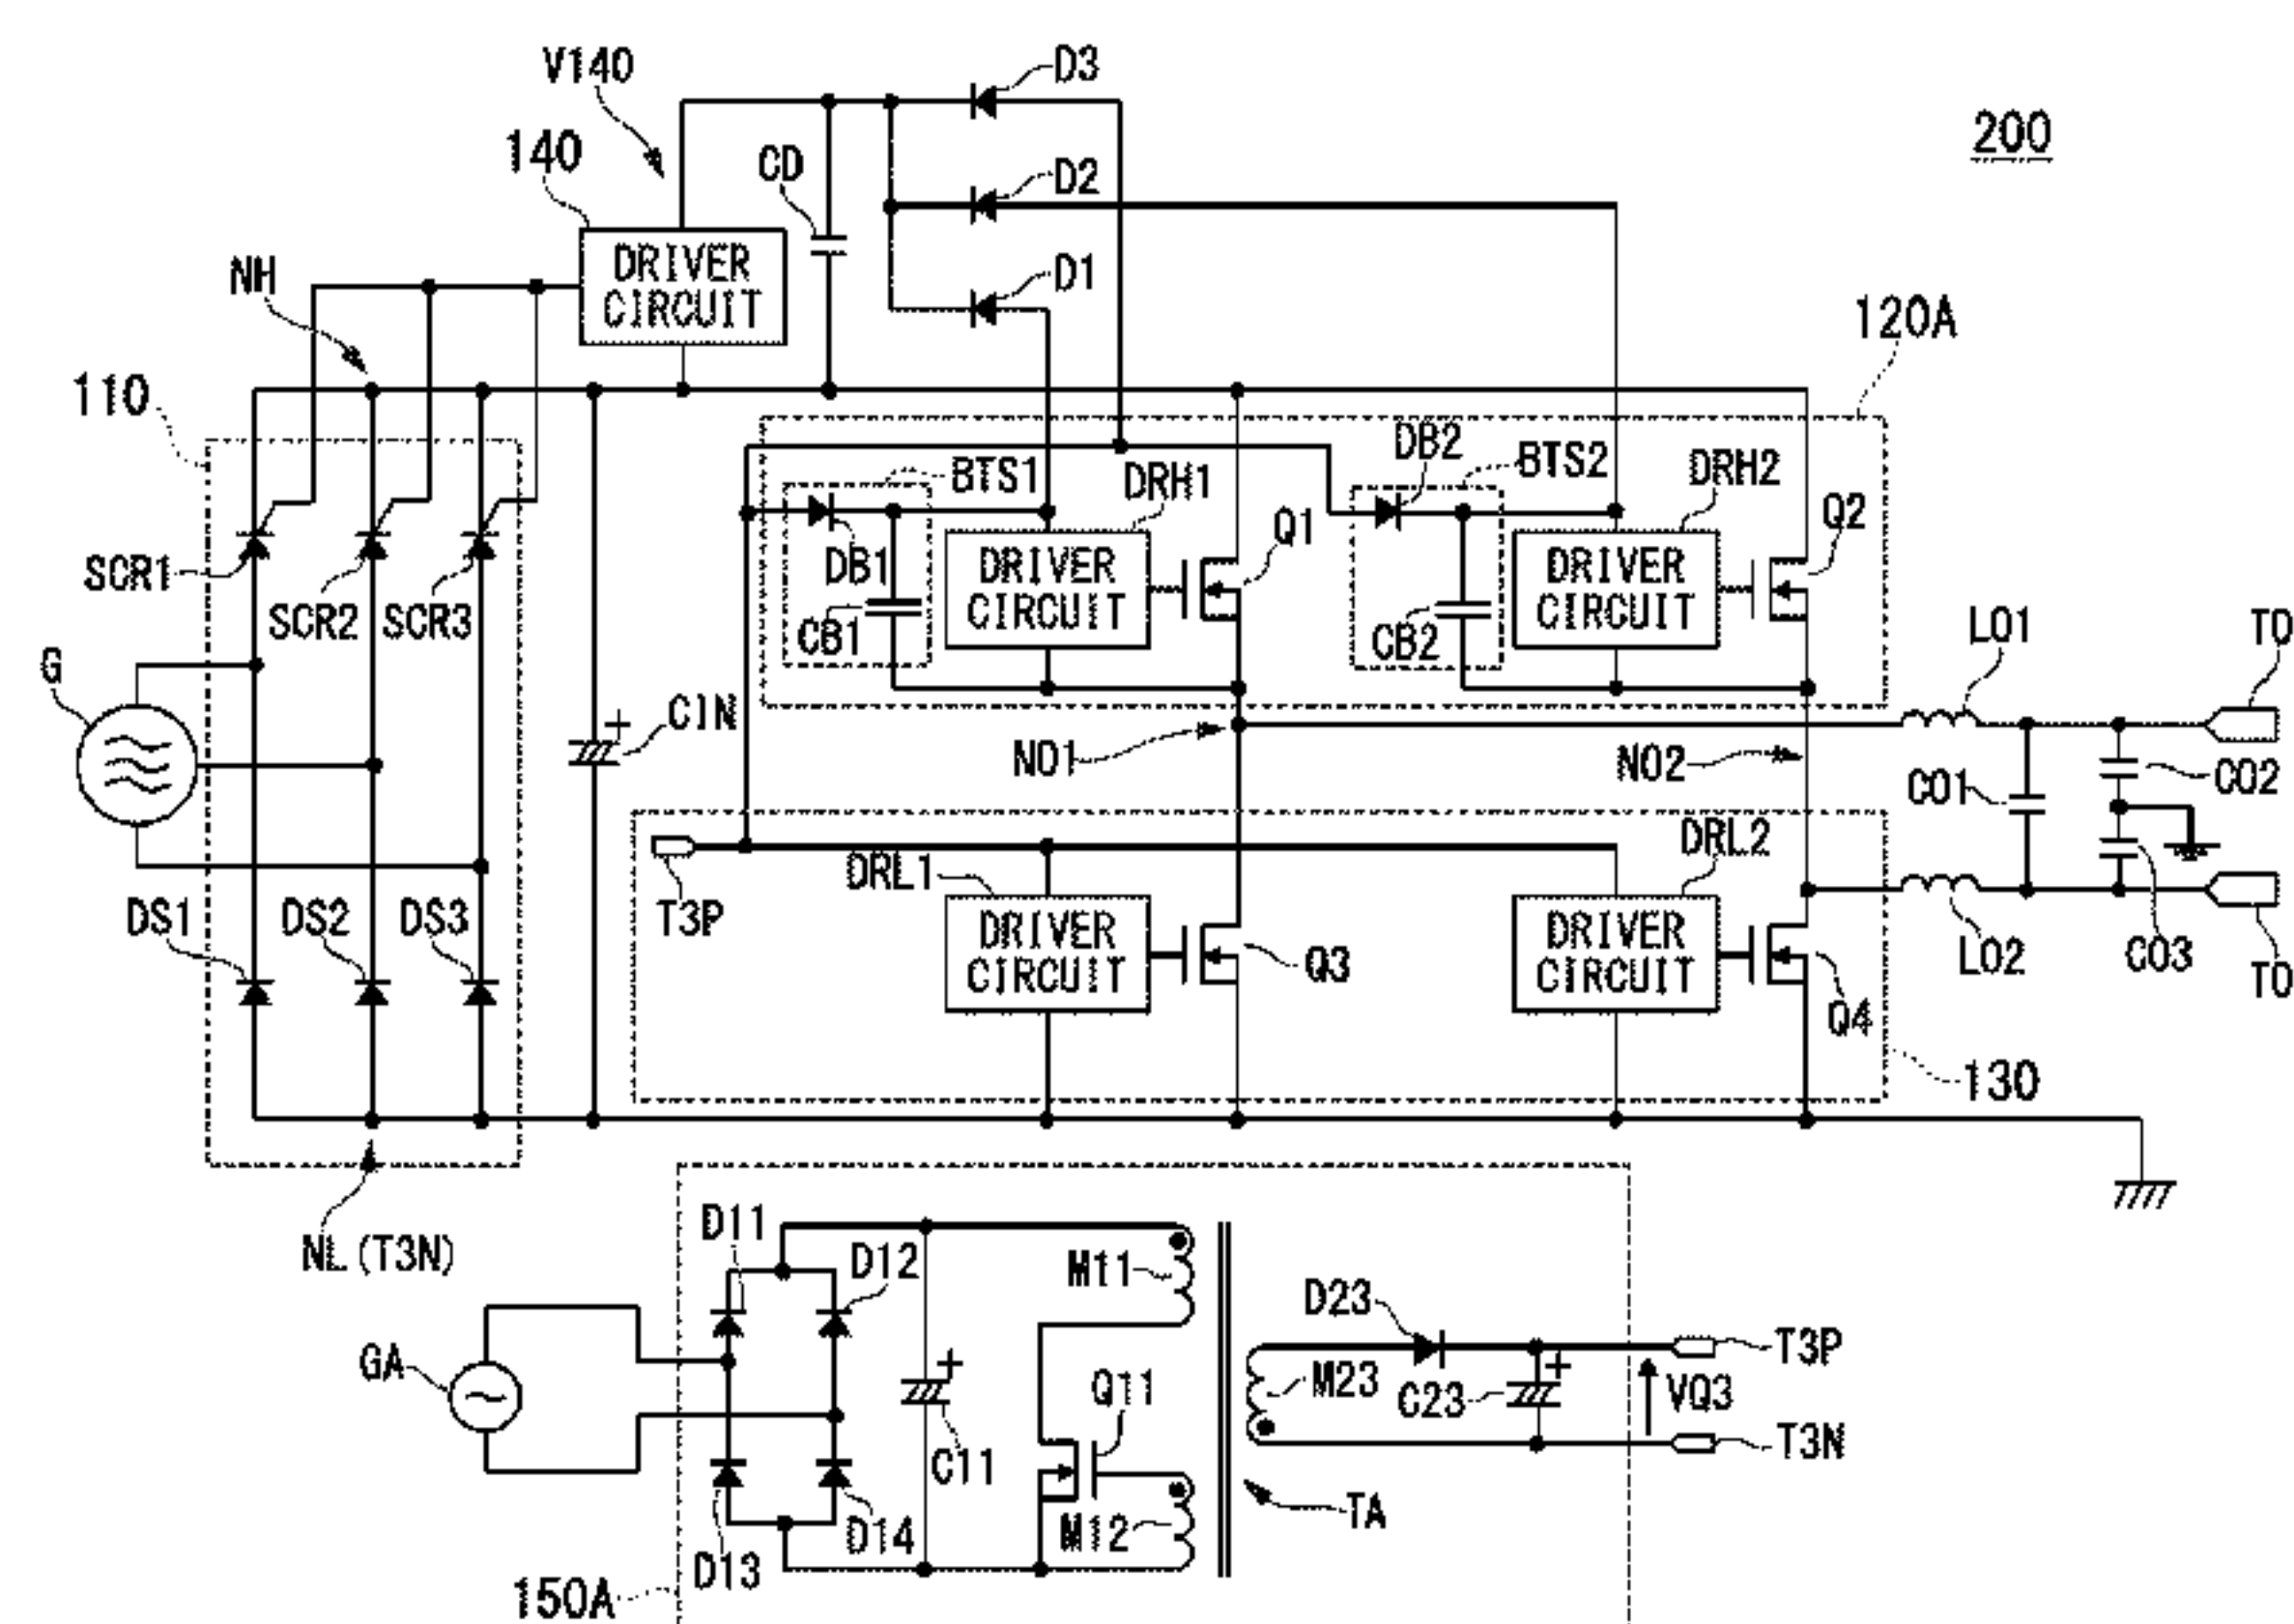 V140
D3
200
140
CD
D2
DRIVER
CIRCUIT
NH
D1
120A
110
BTS1
DRH1
DB2
BTS2
DRH2
Q1
Q2
SCR1
SCR2
SCR3
DB1
CB1
DRIVER
CIRCUIT
CB2
DRIVER
CIRCUIT
LO1
TO
G
CIN
NO1
NO2
CO1
CO2
T3P
DRL1
DRL2
DS1
DS2
DS3
DRIVER
CIRCUIT
Q3
DRIVER
CIRCUIT
Q4
LO2
CO3
TO
130
NL(T3N)
D11
D12
M11
D23
T3P
GA
C11
Q11
M23
C23
VQ3
T3N
D13
D14
M12
TA
150A